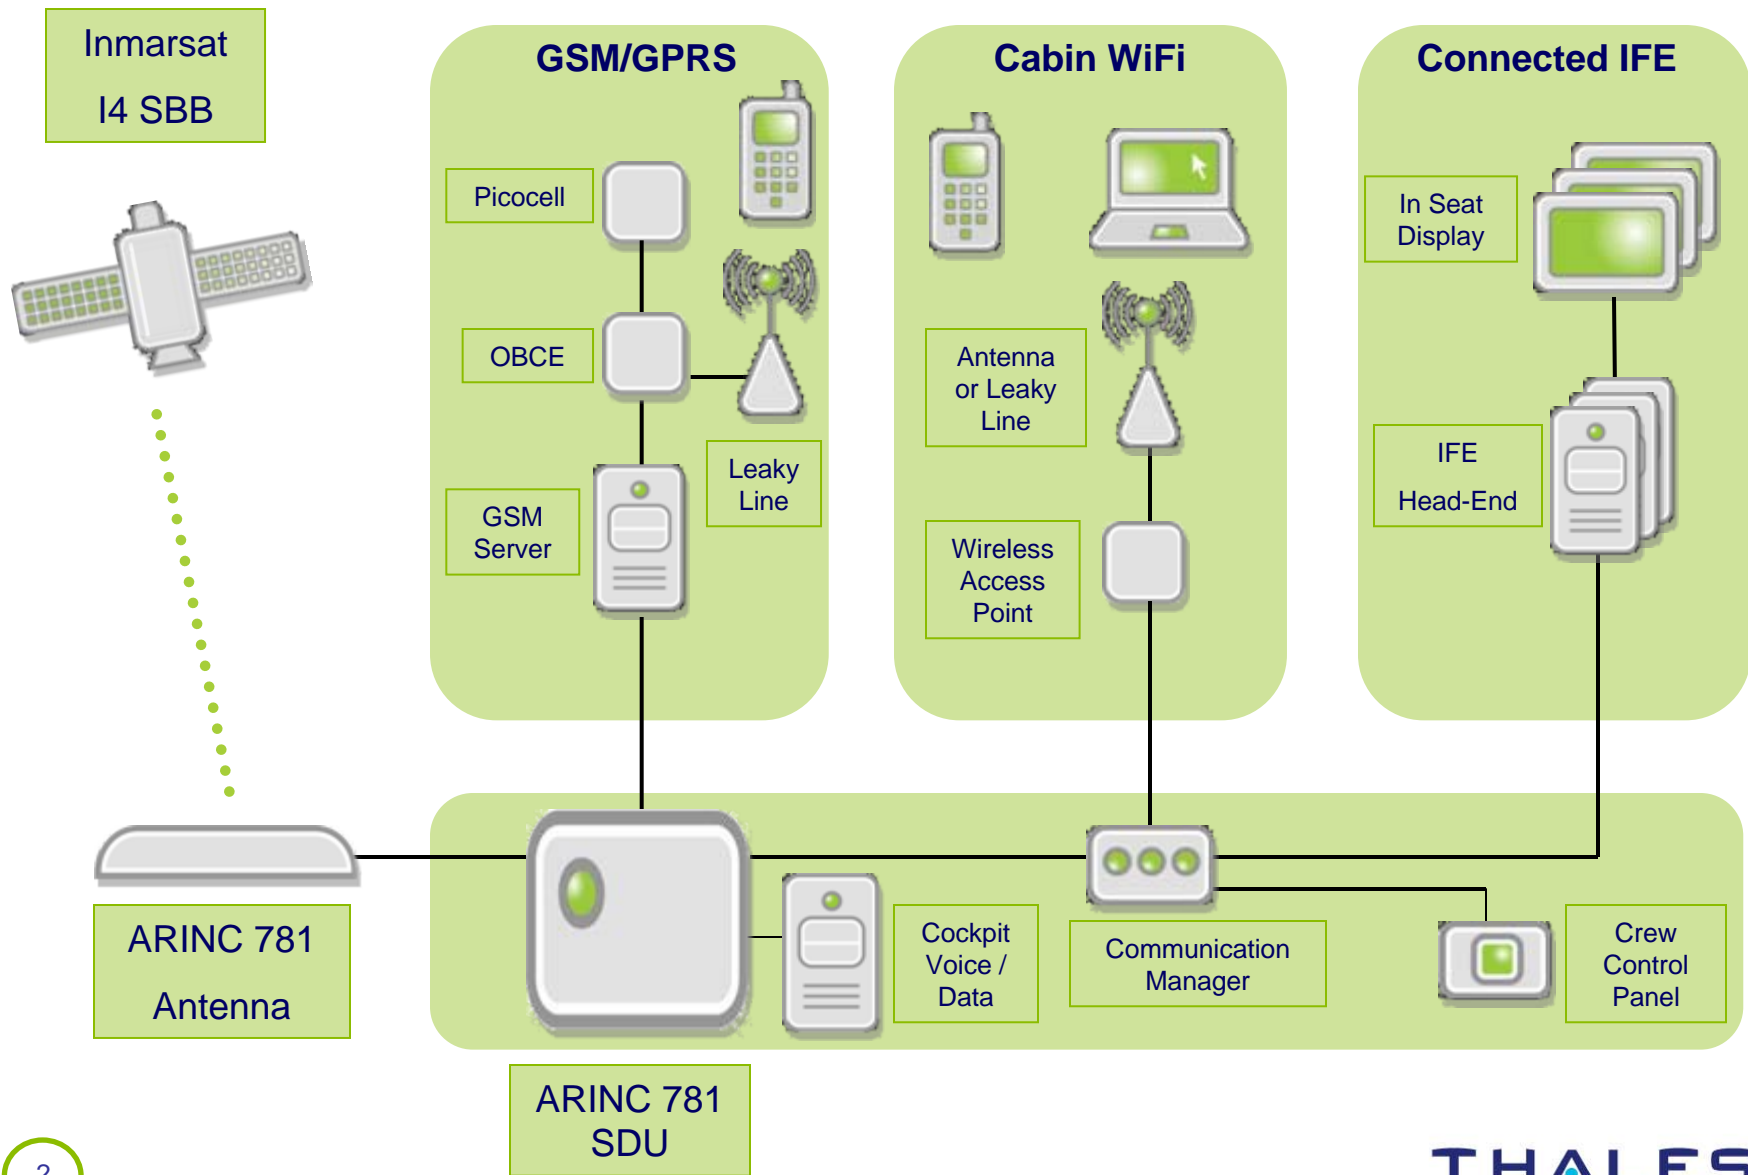 Inmarsat
I4 SBB
GSM/GPRS
Picocell
OBCE
Leaky
Line
GSM
Server
Cabin WiFi
Antenna
or Leaky
Line
Wireless
Access
Point
Connected IFE
In Seat
Display
IFE
Head-End
ARINC 781
Antenna
ARINC 781
SDU
Cockpit
Voice /
Data
Communication
Manager
Crew
Control
Panel
2
THALES